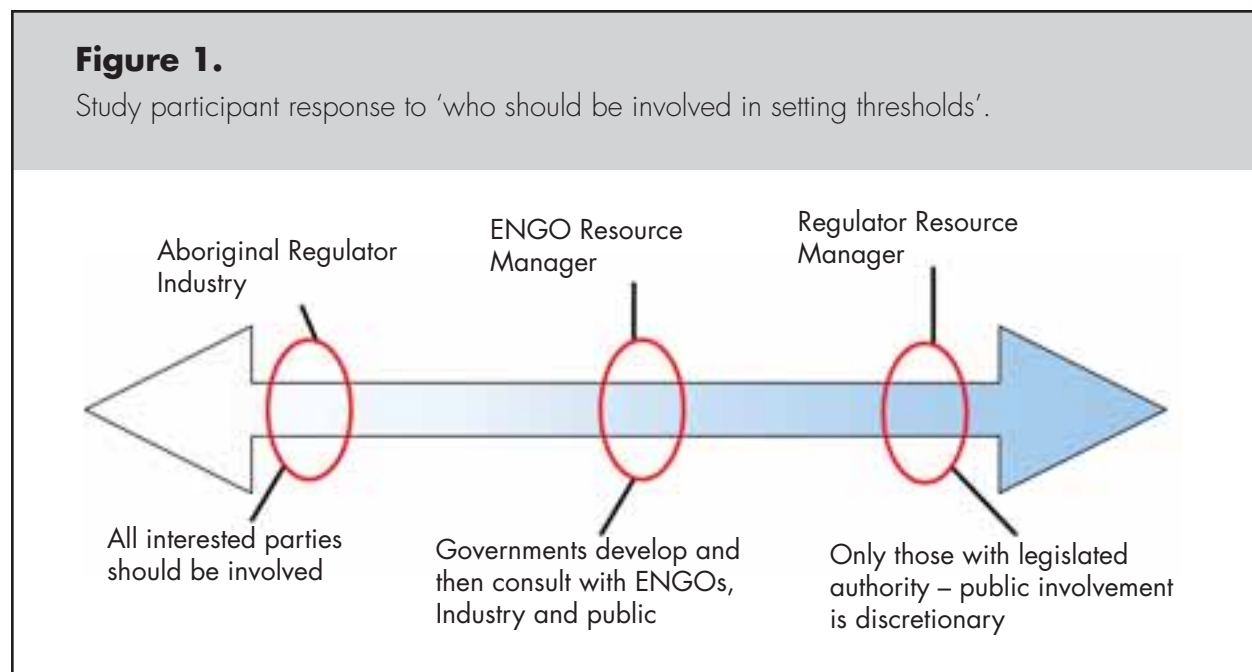 Figure 1.
Study participant response to ‘who should be involved in setting thresholds’.
Aboriginal Regulator
Industry
ENGO Resource
Manager
Regulator Resource
Manager
All interested parties
should be involved
Governments develop and
then consult with ENGOs,
Industry and public
Only those with legislated
authority – public involvement
is discretionary